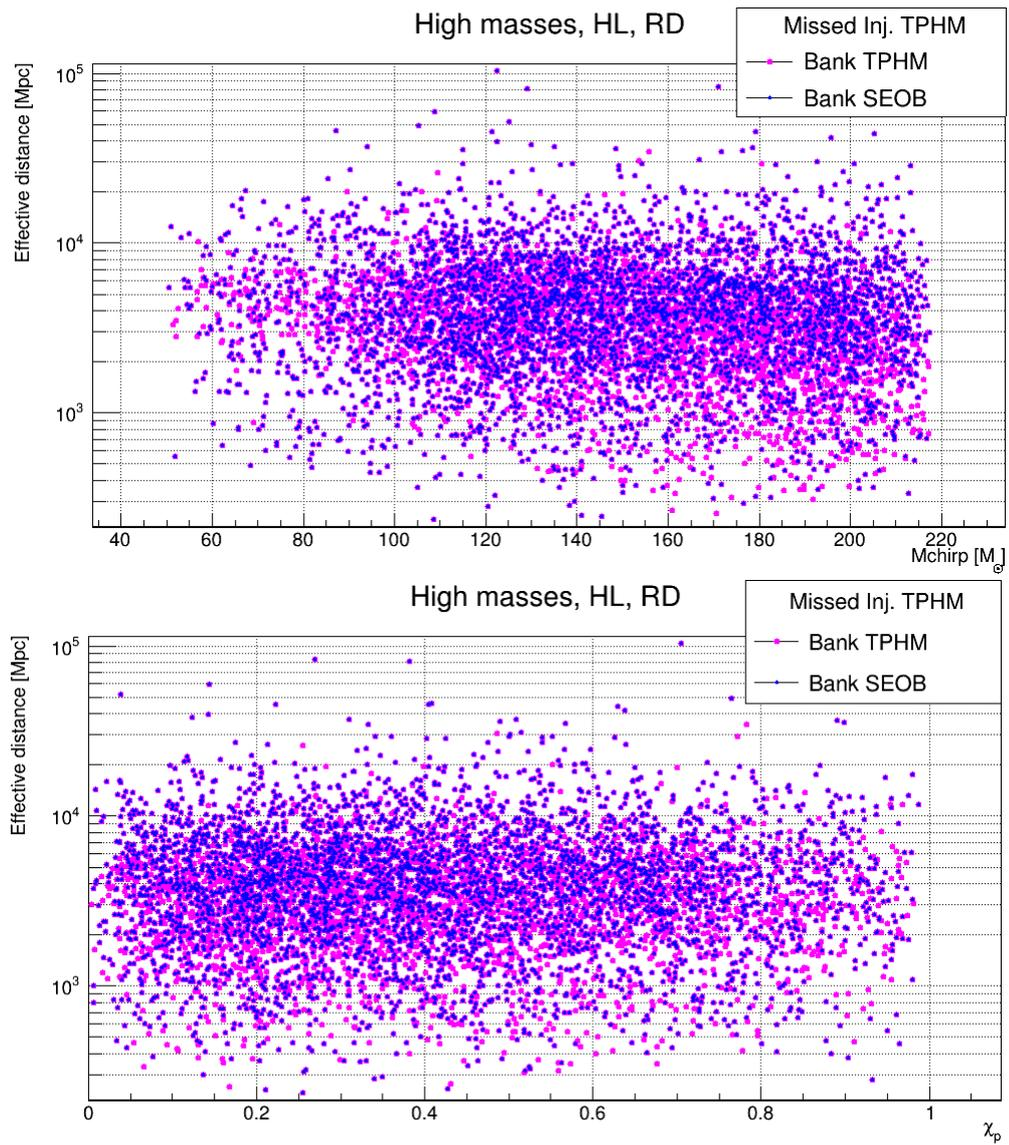 High masses, HL, RD
Missed Inj. TPHM
Bank TPHM
Bank SEOB
Effective distance [Mpc]
10⁵
10⁴
10³
40 60 80 100 120 140 160 180 200 220
Mchirp [M☉]
High masses, HL, RD
Missed Inj. TPHM
Bank TPHM
Bank SEOB
Effective distance [Mpc]
10⁵
10⁴
10³
0 0.2 0.4 0.6 0.8 1
χₚ